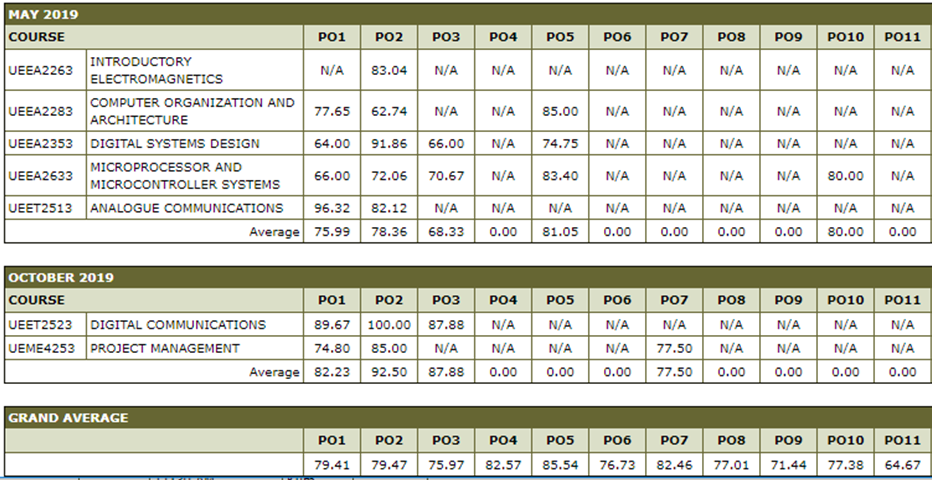 MAY 2019
COURSE PO1 PO2 PO3 PO4 PO5 PO6 PO7 PO8 PO9 PO10 PO11
UEEA2263 INTRODUCTORY ELECTROMAGNETICS N/A 83.04 N/A N/A N/A N/A N/A N/A N/A N/A N/A
UEEA2283 COMPUTER ORGANIZATION AND ARCHITECTURE 77.65 62.74 N/A N/A 85.00 N/A N/A N/A N/A N/A N/A
UEEA2353 DIGITAL SYSTEMS DESIGN 64.00 91.86 66.00 N/A 74.75 N/A N/A N/A N/A N/A N/A
UEEA2633 MICROPROCESSOR AND MICROCONTROLLER SYSTEMS 66.00 72.06 70.67 N/A 83.40 N/A N/A N/A N/A 80.00 N/A
UEET2513 ANALOGUE COMMUNICATIONS 96.32 82.12 N/A N/A N/A N/A N/A N/A N/A N/A N/A
Average 75.99 78.36 68.33 0.00 81.05 0.00 0.00 0.00 0.00 80.00 0.00
OCTOBER 2019
COURSE PO1 PO2 PO3 PO4 PO5 PO6 PO7 PO8 PO9 PO10 PO11
UEET2523 DIGITAL COMMUNICATIONS 89.67 100.00 87.88 N/A N/A N/A N/A N/A N/A N/A N/A
UEME4253 PROJECT MANAGEMENT 74.80 85.00 N/A N/A N/A N/A 77.50 N/A N/A N/A N/A
Average 82.23 92.50 87.88 0.00 0.00 0.00 77.50 0.00 0.00 0.00 0.00
GRAND AVERAGE
PO1 PO2 PO3 PO4 PO5 PO6 PO7 PO8 PO9 PO10 PO11
79.41 79.47 75.97 82.57 85.54 76.73 82.46 77.01 71.44 77.38 64.67